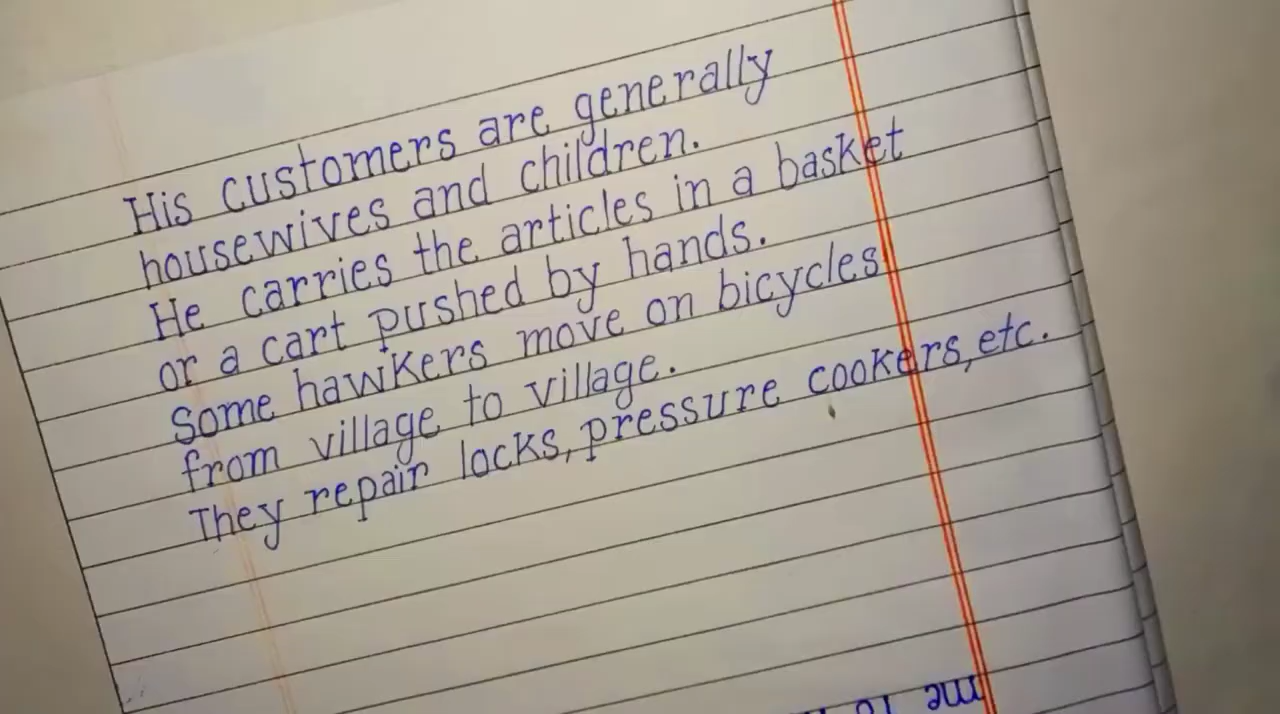 His customers are generally
housewives and children.
He carries the articles in a basket
or a cart pushed by hands.
Some hawkers move on bicycles
from village to village.
They repair locks, pressure cookers, etc.
me